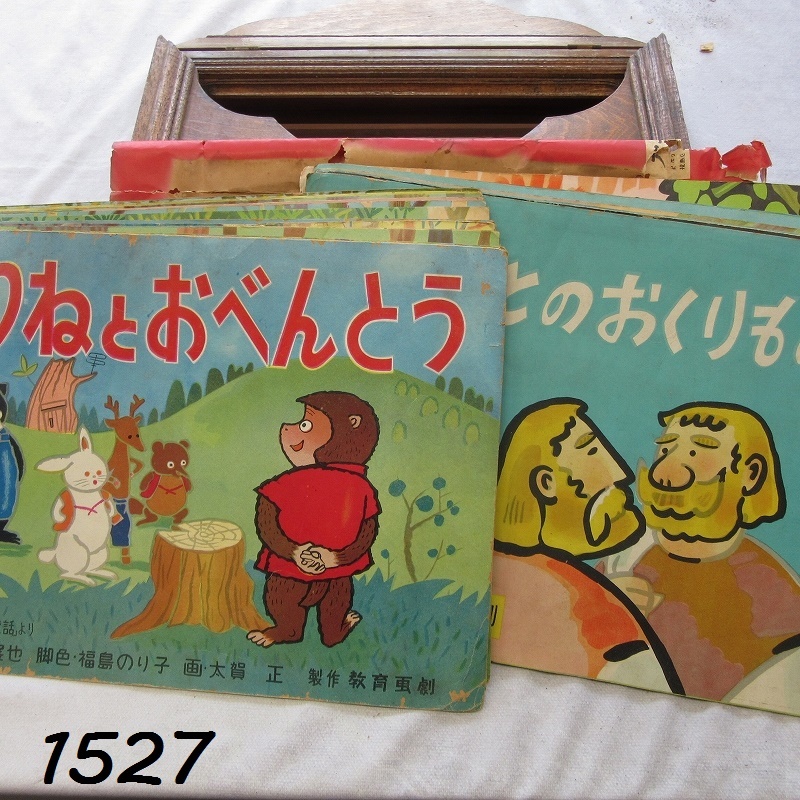 ねとおべんとう
とのおくりも
話より
也 脚色・福島のり子 画・太賀 正 製作 教育画劇
1527